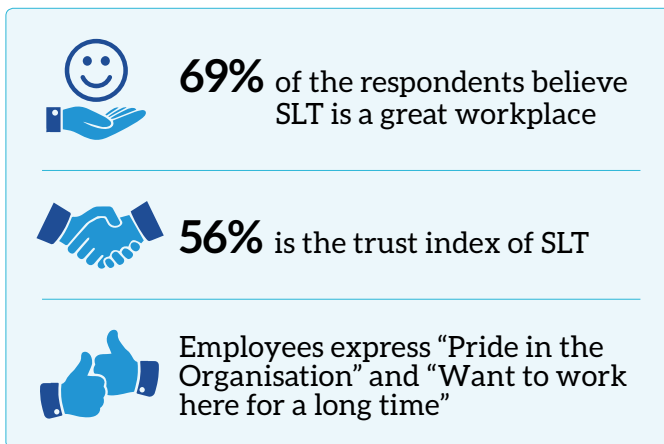 69% of the respondents believe
SLT is a great workplace
56% is the trust index of SLT
Employees express “Pride in the
Organisation” and “Want to work
here for a long time”